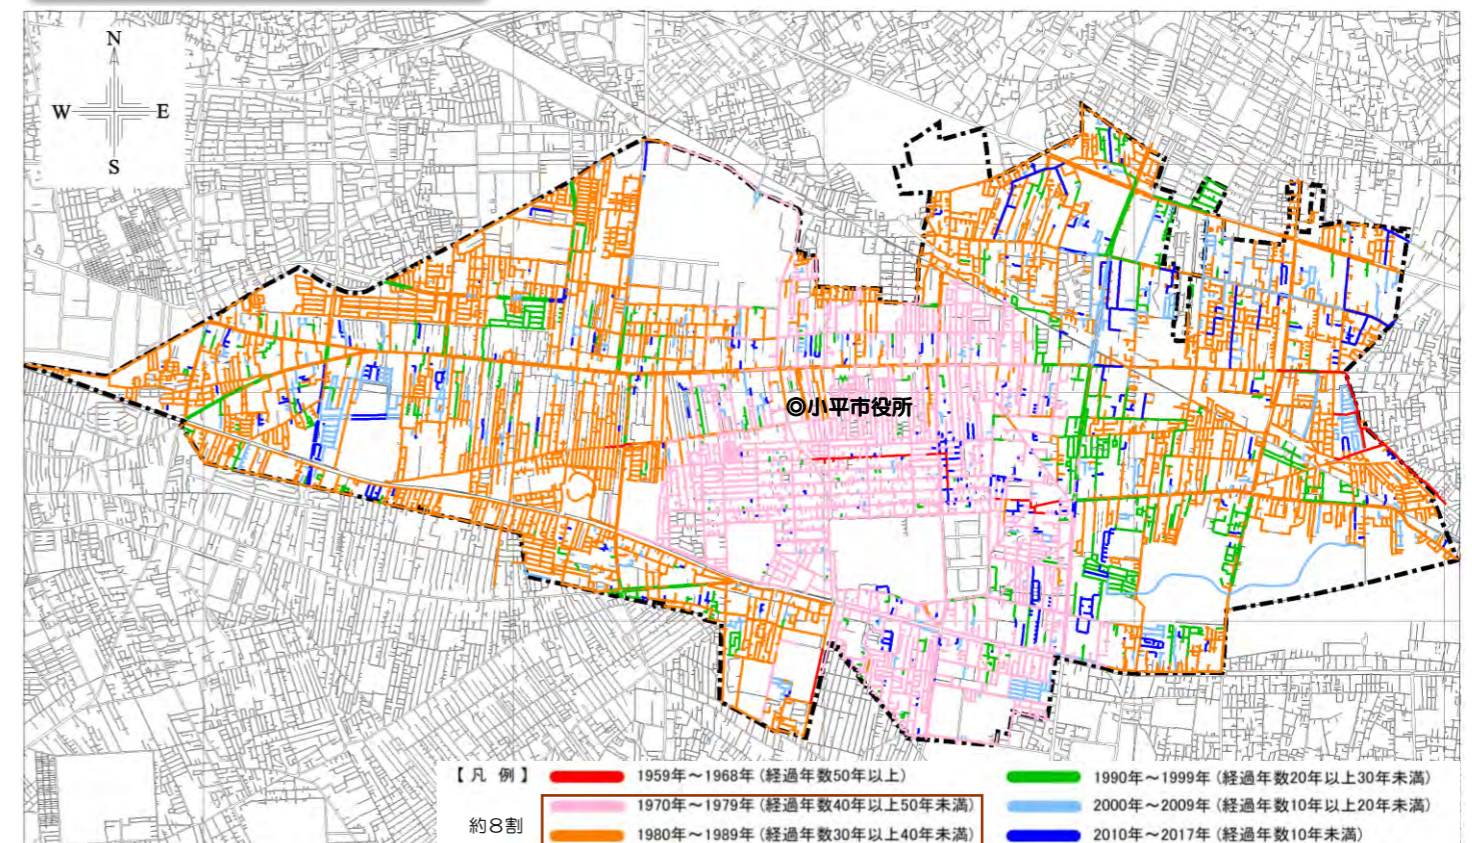 N
W E
S
◎小平市役所
【凡例】
1959年～1968年（経過年数50年以上）
約8割
1970年～1979年（経過年数40年以上50年未満）
1980年～1989年（経過年数30年以上40年未満）
1990年～1999年（経過年数20年以上30年未満）
2000年～2009年（経過年数10年以上20年未満）
2010年～2017年（経過年数10年未満）